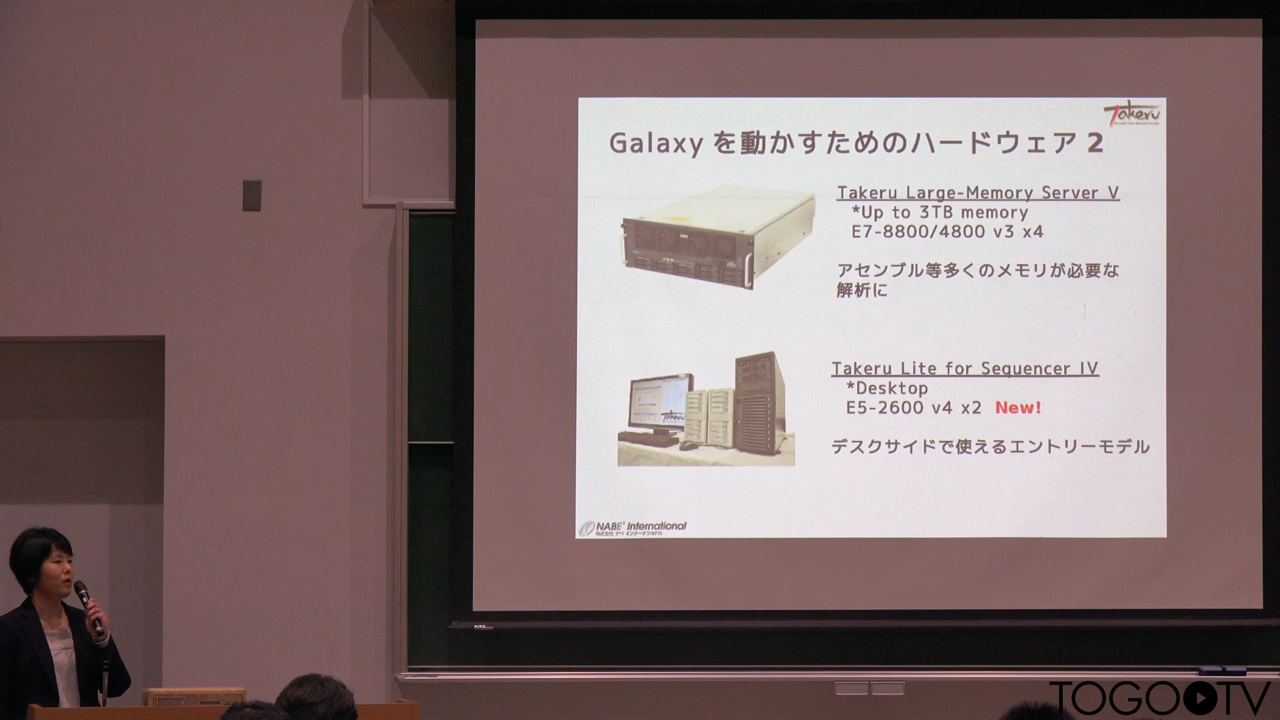 Takeru
Galaxy を動かすためのハードウェア 2
Takeru Large-Memory Server V
*Up to 3TB memory
E7-8800/4800 v3 x4
アセンブル等多くのメモリが必要な
解析に
Takeru Lite for Sequencer IV
*Desktop
E5-2600 v4 x2 New!
デスクサイドで使えるエントリーモデル
NABE International
株式会社 ナベ インターナショナル
TOGO TV